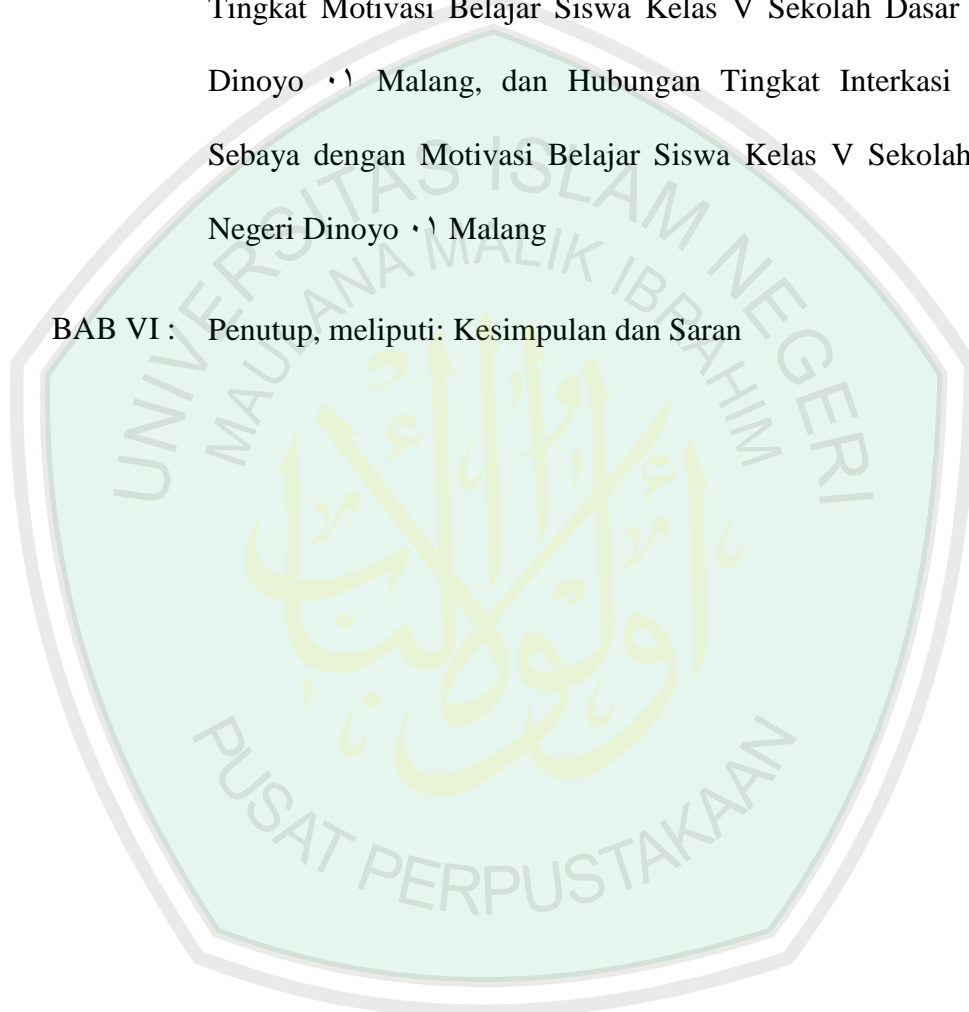 Tingkat Motivasi Belajar Siswa Kelas V Sekolah Dasar
Dinoyo ٠١ Malang, dan Hubungan Tingkat Interkasi
Sebaya dengan Motivasi Belajar Siswa Kelas V Sekolah
Negeri Dinoyo ٠١ Malang
BAB VI : Penutup, meliputi: Kesimpulan dan Saran
UNIVERSITAS ISLAM NEGERI
MAULANA MALIK IBRAHIM
PUSAT PERPUSTAKAAN